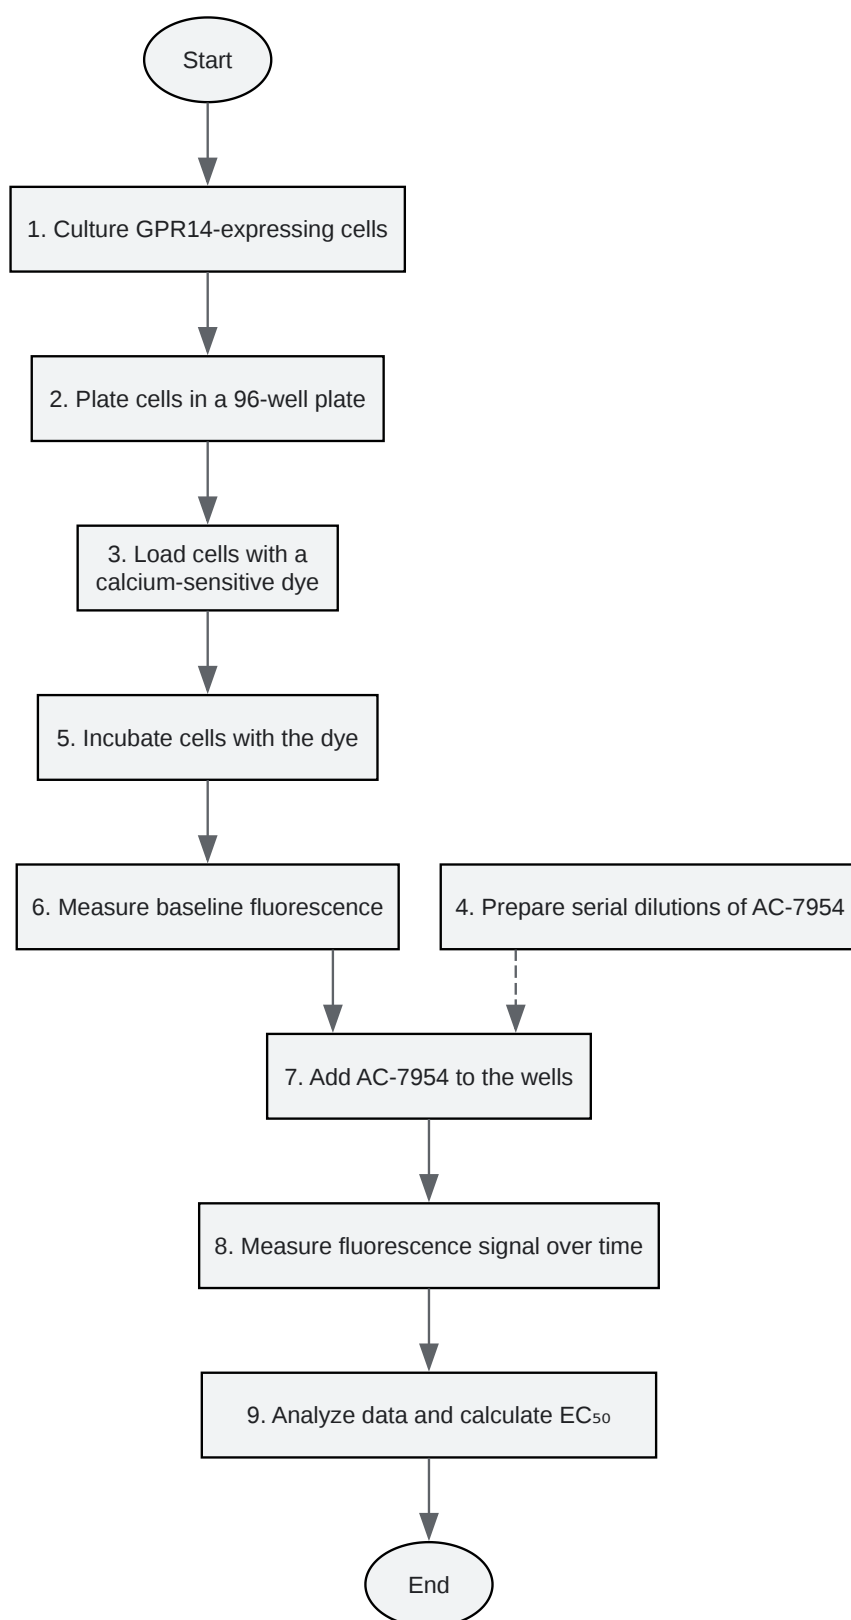 Start
1. Culture GPR14-expressing cells
2. Plate cells in a 96-well plate
3. Load cells with a
calcium-sensitive dye
5. Incubate cells with the dye
6. Measure baseline fluorescence
4. Prepare serial dilutions of AC-7954
7. Add AC-7954 to the wells
8. Measure fluorescence signal over time
9. Analyze data and calculate EC₅₀
End